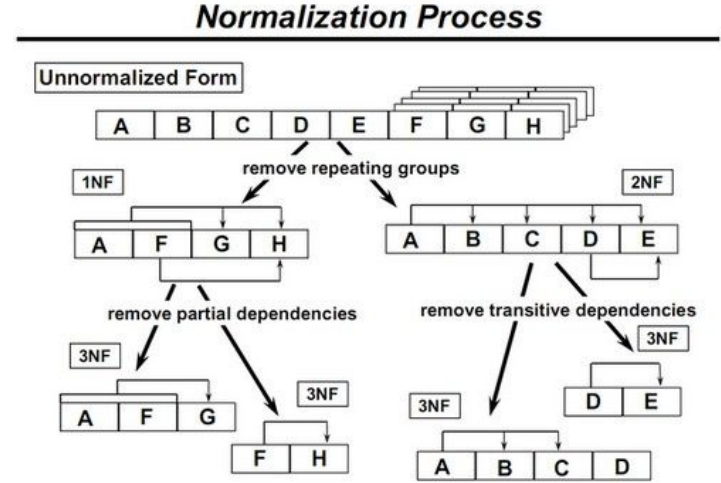 Normalization Process
Unnormalized Form
A B C D E F G H
remove repeating groups
1NF
2NF
A F G H
A B C D E
remove partial dependencies
remove transitive dependencies
3NF
3NF
3NF
3NF
A F G
D E
F H
A B C D